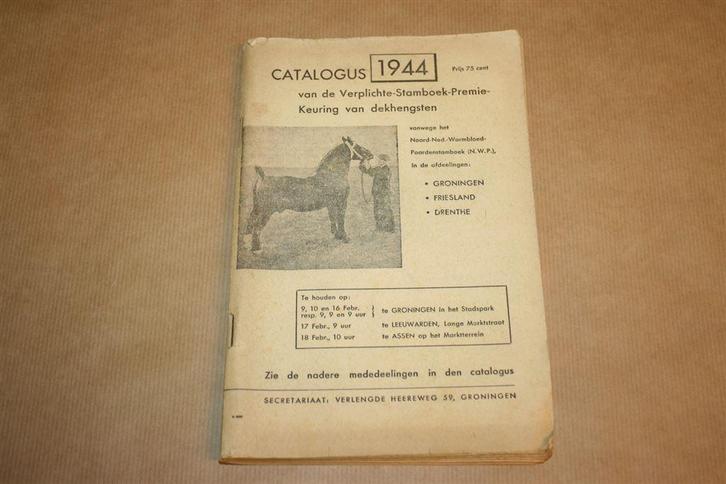 CATALOGUS 1944 Prijs 75 cent
van de Verplichte-Stamboek-Premie-
Keuring van dekhengsten
vanwege het
Noord-Ned.-Warmbloed-
Paardenstamboek (N.W.P.),
in de afdeelingen:
• GRONINGEN
• FRIESLAND
• DRENTHE
Te houden op:
9, 10 en 16 Febr.
resp. 9, 9 en 9 uur } te GRONINGEN in het Stadspark
17 Febr., 9 uur te LEEUWARDEN, Lange Marktstraat
18 Febr., 10 uur te ASSEN op het Marktterrein
Zie de nadere mededeelingen in den catalogus
SECRETARIAAT: VERLENGDE HEEREWEG 59, GRONINGEN